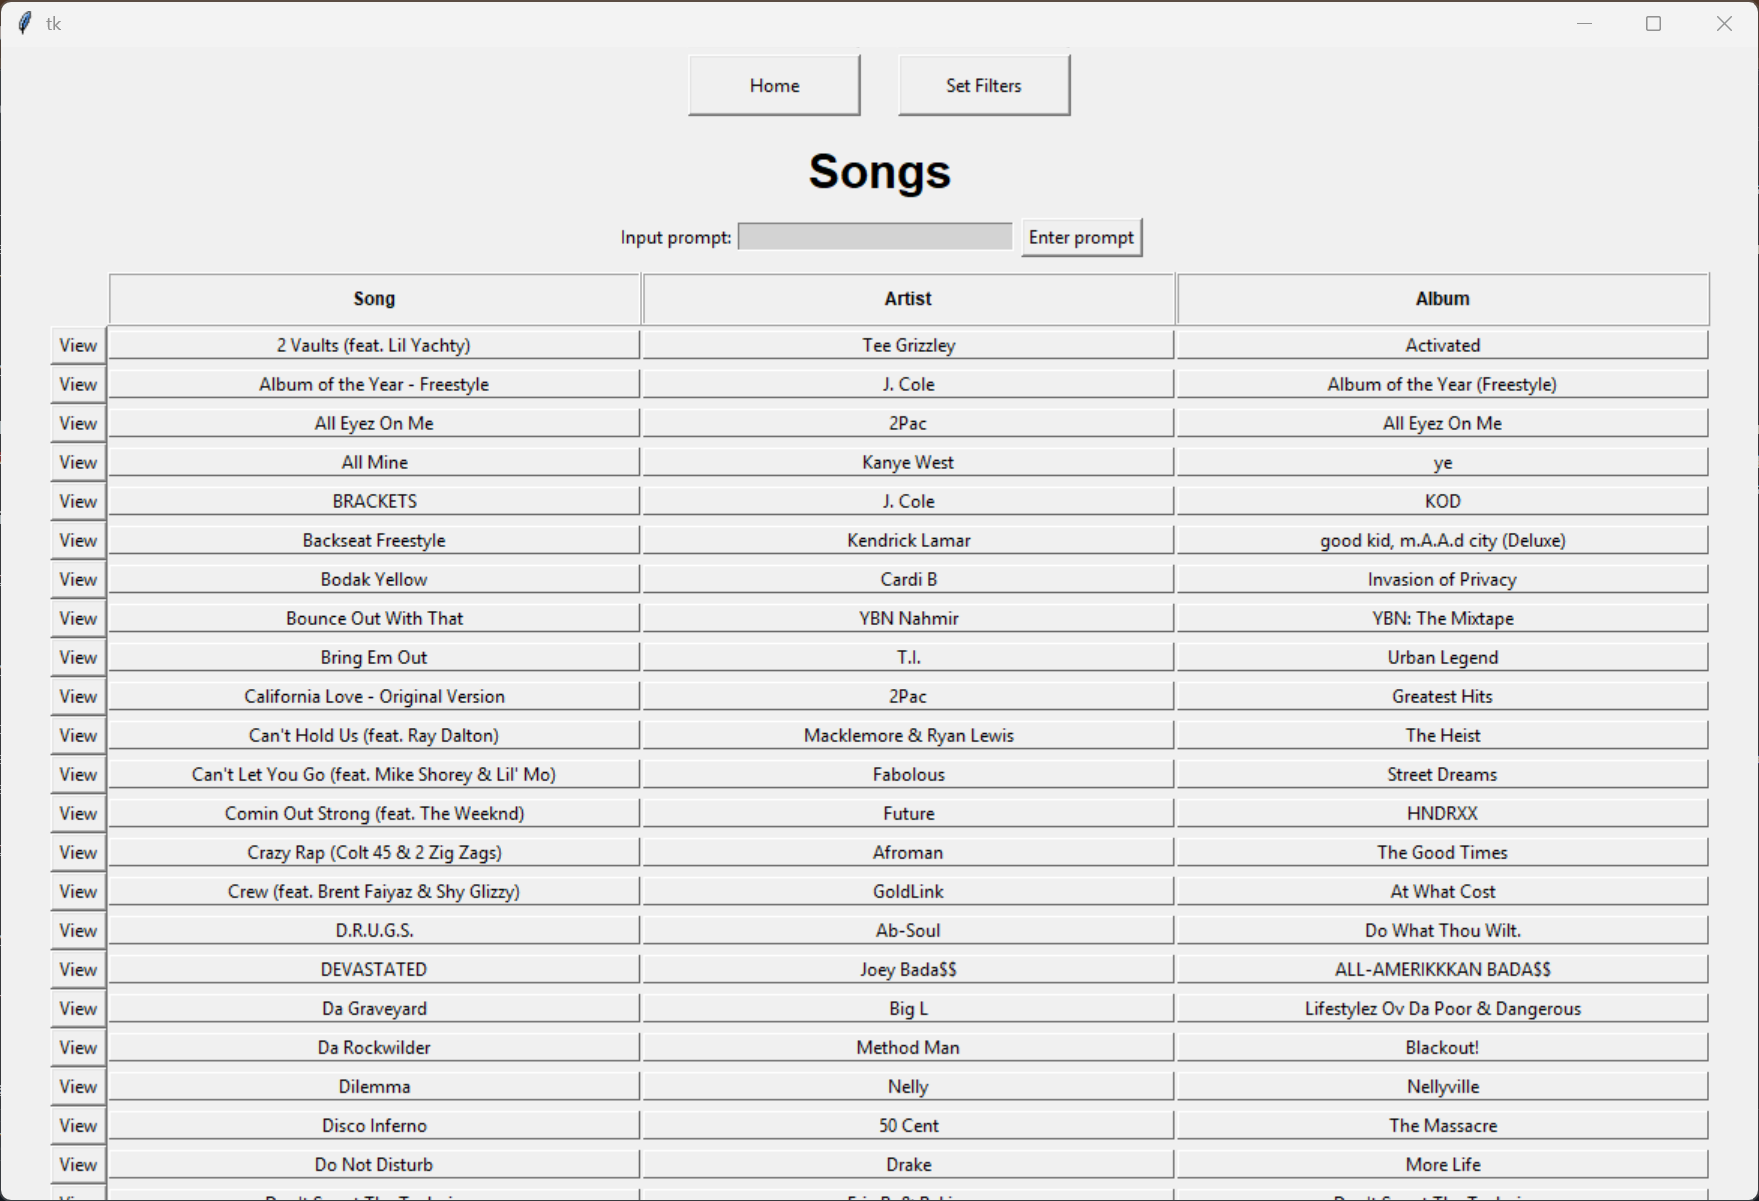 tk
Home Set Filters
Songs
Input prompt: Enter prompt
Song Artist Album
View 2 Vaults (feat. Lil Yachty) Tee Grizzley Activated
View Album of the Year - Freestyle J. Cole Album of the Year (Freestyle)
View All Eyez On Me 2Pac All Eyez On Me
View All Mine Kanye West ye
View BRACKETS J. Cole KOD
View Backseat Freestyle Kendrick Lamar good kid, m.A.A.d city (Deluxe)
View Bodak Yellow Cardi B Invasion of Privacy
View Bounce Out With That YBN Nahmir YBN: The Mixtape
View Bring Em Out T.I. Urban Legend
View California Love - Original Version 2Pac Greatest Hits
View Can't Hold Us (feat. Ray Dalton) Macklemore & Ryan Lewis The Heist
View Can't Let You Go (feat. Mike Shorey & Lil' Mo) Fabolous Street Dreams
View Comin Out Strong (feat. The Weeknd) Future HNDRXX
View Crazy Rap (Colt 45 & 2 Zig Zags) Afroman The Good Times
View Crew (feat. Brent Faiyaz & Shy Glizzy) GoldLink At What Cost
View D.R.U.G.S. Ab-Soul Do What Thou Wilt.
View DEVASTATED Joey Bada$$ ALL-AMERIKKKAN BADA$$
View Da Graveyard Big L Lifestylez Ov Da Poor & Dangerous
View Da Rockwilder Method Man Blackout!
View Dilemma Nelly Nellyville
View Disco Inferno 50 Cent The Massacre
View Do Not Disturb Drake More Life